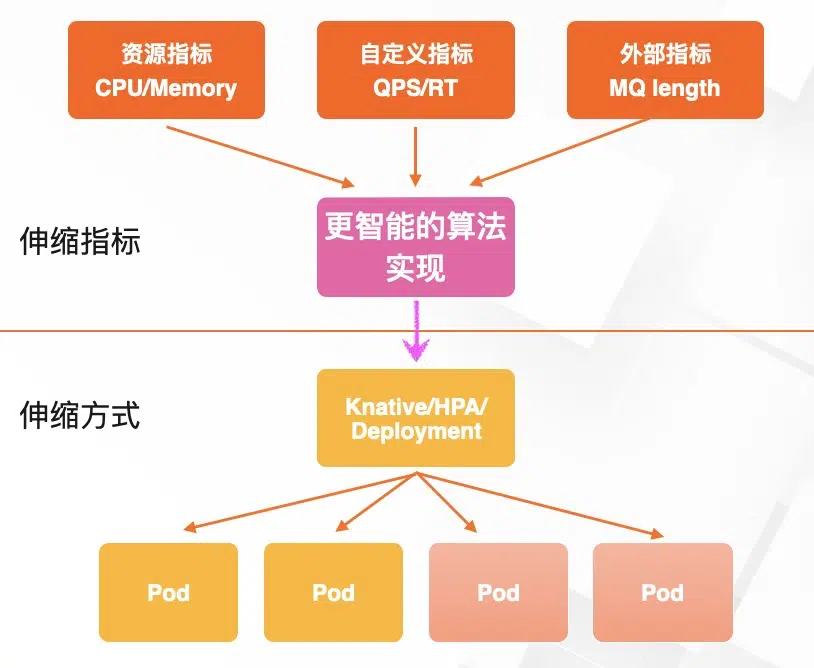 资源指标
CPU/Memory
自定义指标
QPS/RT
外部指标
MQ length
伸缩指标
更智能的算法
实现
伸缩方式
Knative/HPA/
Deployment
Pod
Pod
Pod
Pod